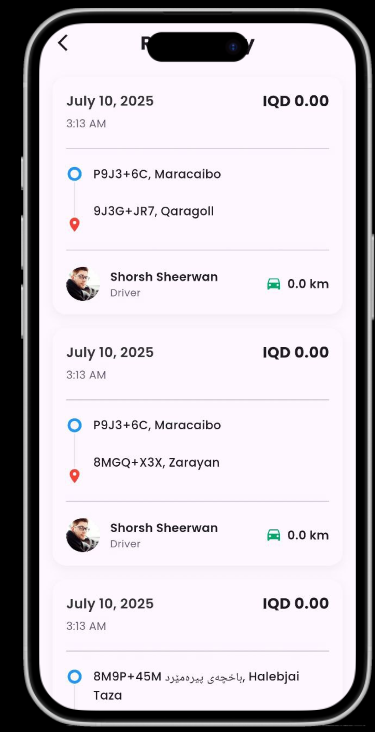 July 10, 2025 IQD 0.00
3:13 AM
P9J3+6C, Maracaibo
9J3G+JR7, Qaragoll
Shorsh Sheerwan
Driver
0.0 km
July 10, 2025 IQD 0.00
3:13 AM
P9J3+6C, Maracaibo
8MGQ+X3X, Zarayan
Shorsh Sheerwan
Driver
0.0 km
July 10, 2025 IQD 0.00
3:13 AM
8M9P+45M باخچەی پیرەمێرد, Halebjai
Taza